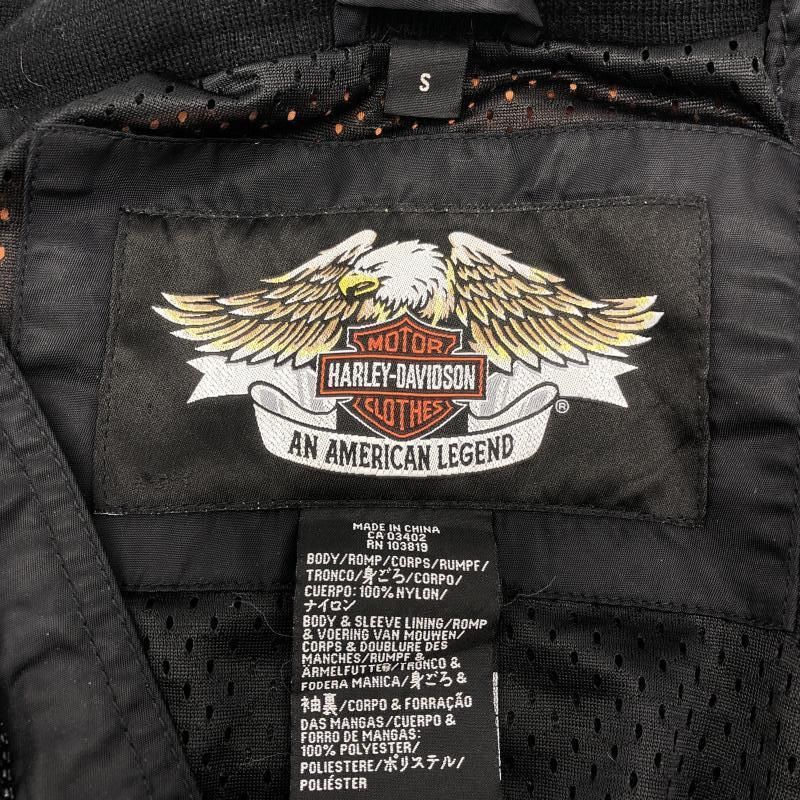 S
MOTOR
HARLEY-DAVIDSON
CLOTHES
®
AN AMERICAN LEGEND
MADE IN CHINA
CA 03402
RN 103819
BODY/ROMP/CORPS/RUMPF/
TRONCO/身ごろ/CORPO/
CUERPO: 100% NYLON/
ナイロン
BODY & SLEEVE LINING/ROMP
& VOERING VAN MOUWEN/
CORPS & DOUBLURE DES
MANCHES/RUMPF &
ÄRMELFUTTER/TRONCO &
FODERA MANICA/身ごろ&
袖裏/CORPO & FORRAÇÃO
DAS MANGAS/CUERPO &
FORRO DE MANGAS:
100% POLYESTER/
POLIESTERE/ポリステル/
POLIÉSTER